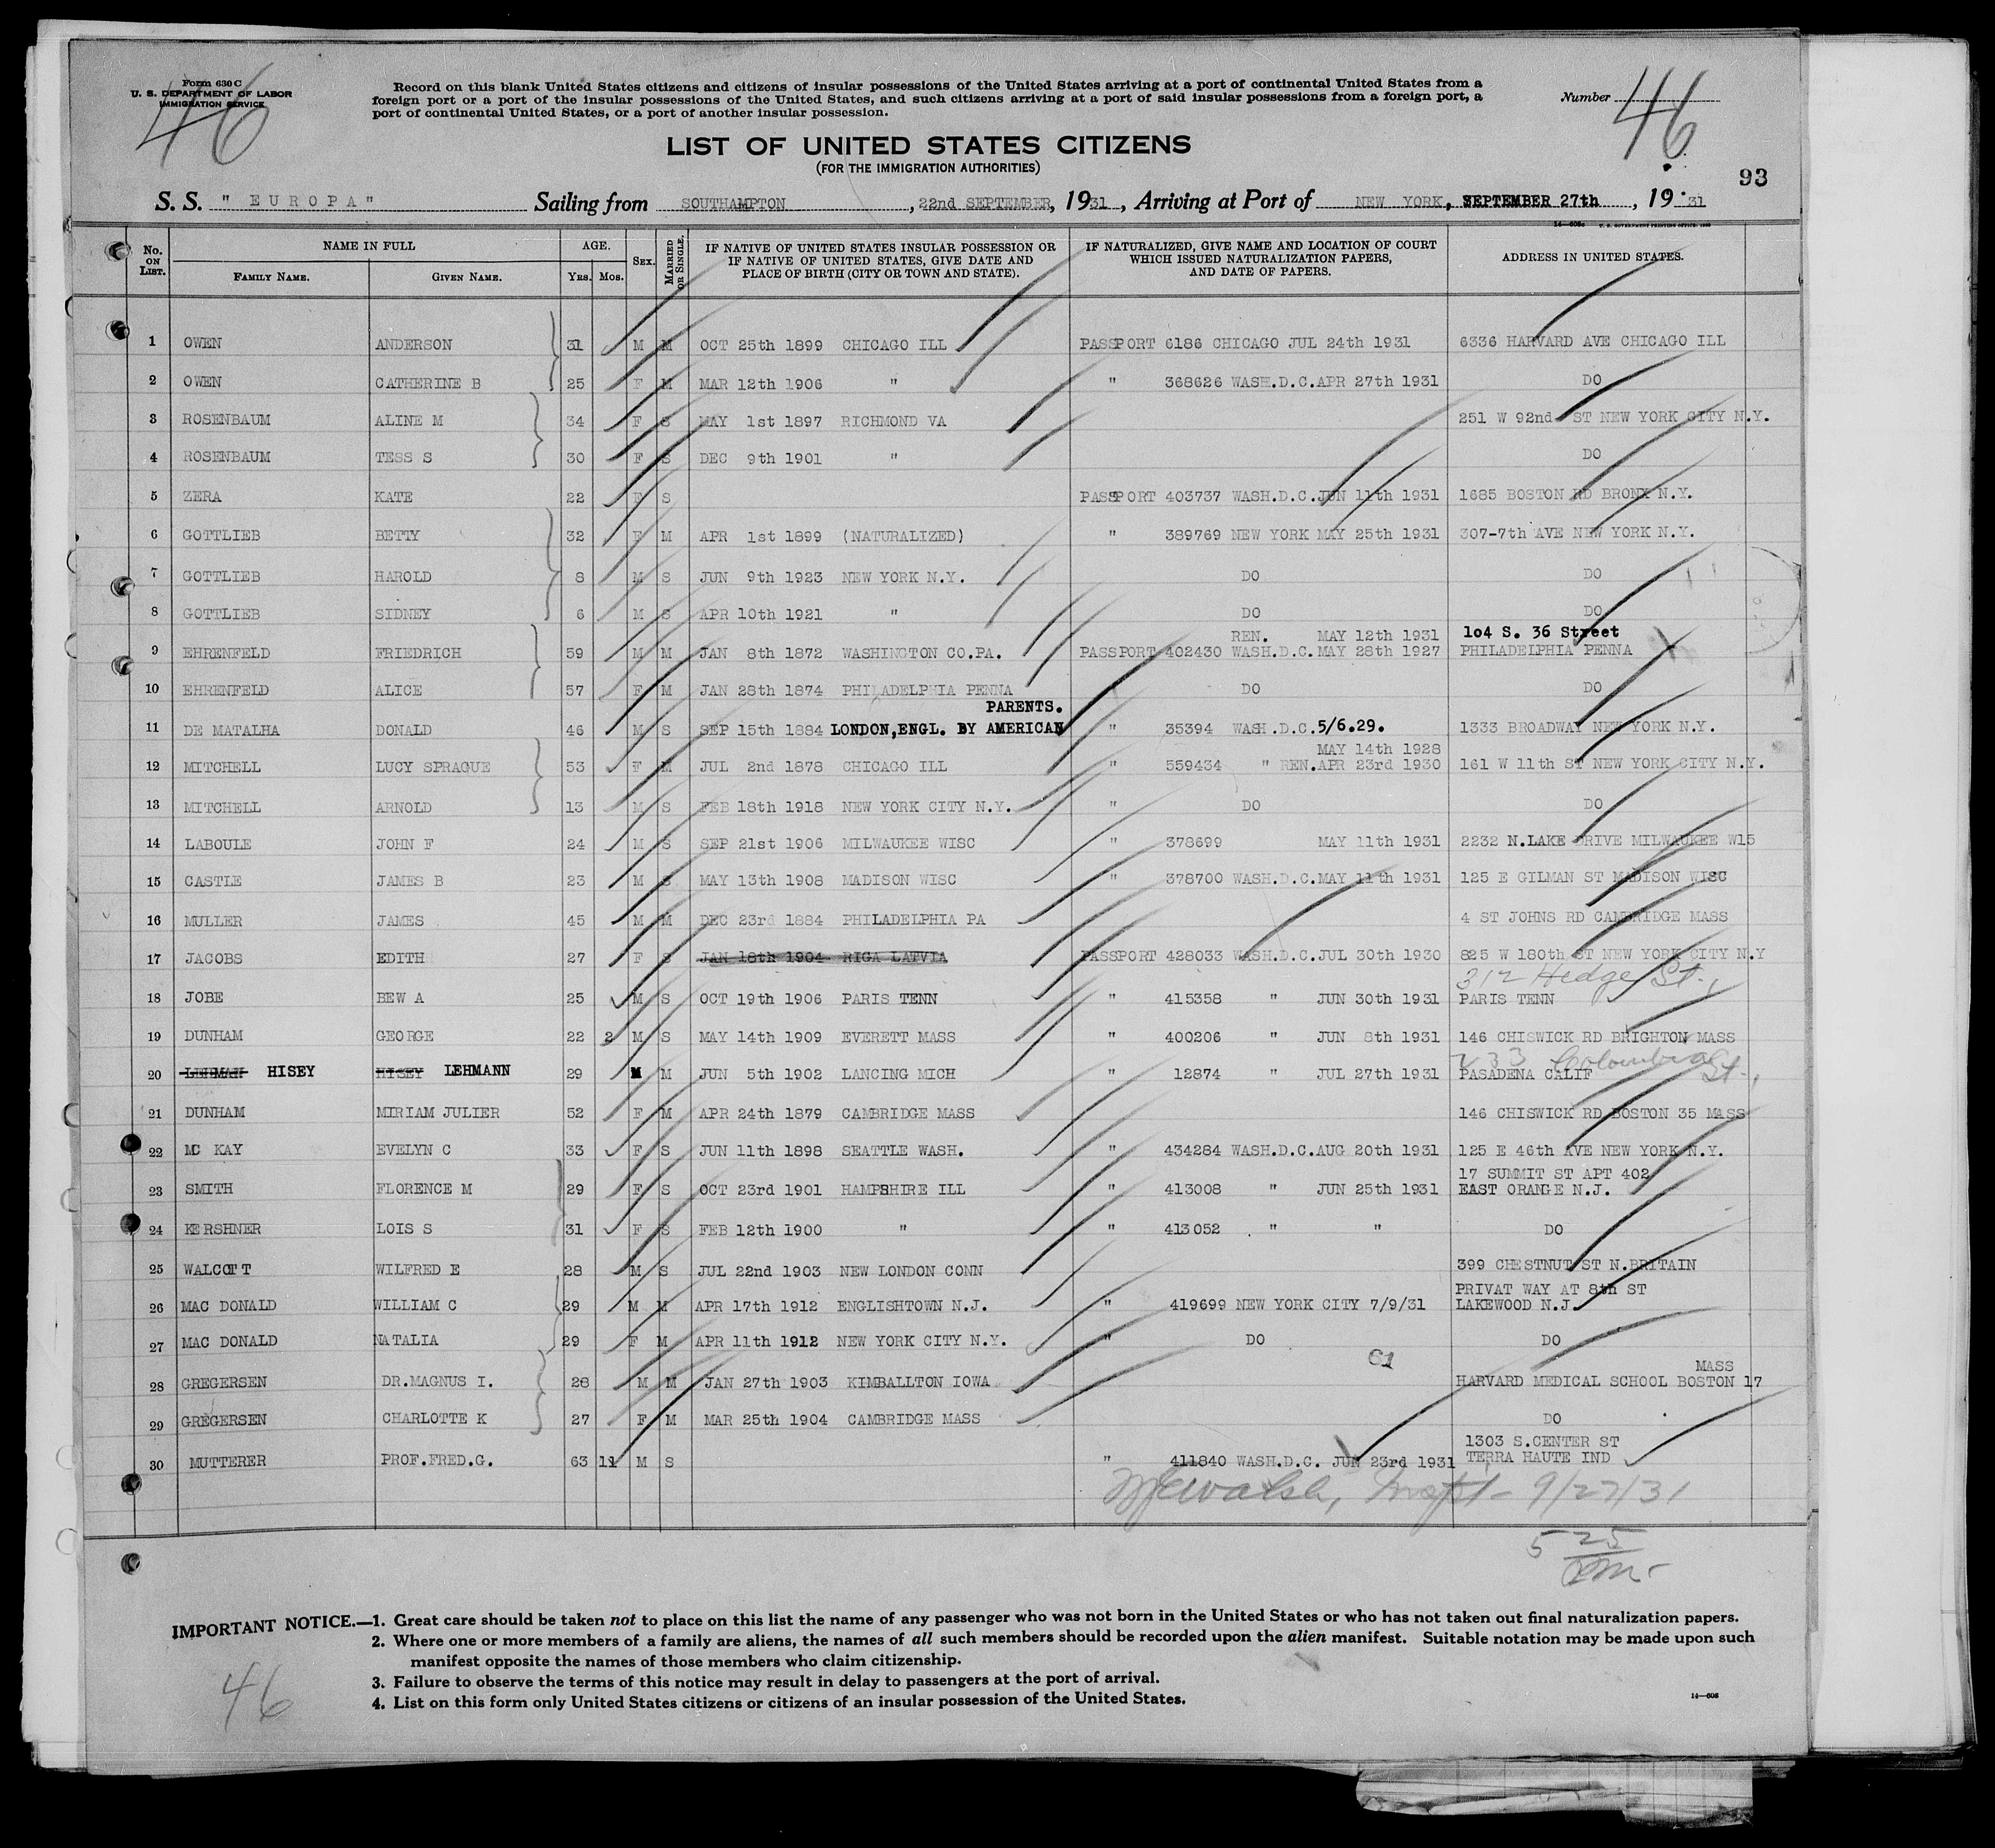 Form 630 C
U. S. DEPARTMENT OF LABOR
IMMIGRATION SERVICE
46
Record on this blank United States citizens and citizens of insular possessions of the United States arriving at a port of continental United States from a
foreign port or a port of the insular possessions of the United States, and such citizens arriving at a port of said insular possessions from a foreign port, a
port of continental United States, or a port of another insular possession.
Number 46
LIST OF UNITED STATES CITIZENS
(FOR THE IMMIGRATION AUTHORITIES)
93
S. S. " EUROPA" Sailing from SOUTHAMPTON, 22nd SEPTEMBER, 1931, Arriving at Port of NEW YORK, SEPTEMBER 27th, 19 31
14—608c U. S. GOVERNMENT PRINTING OFFICE
No. ON LIST. NAME IN FULL FAMILY NAME. GIVEN NAME. AGE. YRS. MOS. SEX. MARRIED OR SINGLE. IF NATIVE OF UNITED STATES INSULAR POSSESSION OR IF NATIVE OF UNITED STATES, GIVE DATE AND PLACE OF BIRTH (CITY OR TOWN AND STATE). IF NATURALIZED, GIVE NAME AND LOCATION OF COURT WHICH ISSUED NATURALIZATION PAPERS, AND DATE OF PAPERS. ADDRESS IN UNITED STATES.
1 OWEN ANDERSON 31 M M OCT 25th 1899 CHICAGO ILL PASSPORT 6186 CHICAGO JUL 24th 1931 6336 HARVARD AVE CHICAGO ILL
2 OWEN CATHERINE B 25 F M MAR 12th 1906 " " 368626 WASH.D.C.APR 27th 1931 DO
3 ROSENBAUM ALINE M 34 F S MAY 1st 1897 RICHMOND VA 251 W 92nd ST NEW YORK CITY N.Y.
4 ROSENBAUM TESS S 30 F S DEC 9th 1901 " DO
5 ZERA KATE 22 F S PASSPORT 403737 WASH.D.C.JUN 11th 1931 1685 BOSTON RD BRONX N.Y.
6 GOTTLIEB BETTY 32 F M APR 1st 1899 (NATURALIZED) " 389769 NEW YORK MAY 25th 1931 307-7th AVE NEW YORK N.Y.
7 GOTTLIEB HAROLD 8 M S JUN 9th 1923 NEW YORK N.Y. DO DO
8 GOTTLIEB SIDNEY 6 M S APR 10th 1921 " DO DO
REN. MAY 12th 1931 104 S. 36 Street
9 EHRENFELD FRIEDRICH 59 M M JAN 8th 1872 WASHINGTON CO.PA. PASSPORT 402430 WASH.D.C.MAY 28th 1927 PHILADELPHIA PENNA
10 EHRENFELD ALICE 57 F M JAN 28th 1874 PHILADELPHIA PENNA DO DO
PARENTS.
11 DE MATALHA DONALD 46 M S SEP 15th 1884 LONDON,ENGL. BY AMERICAN " 35394 WASH.D.C.5/6.29. 1333 BROADWAY NEW YORK N.Y.
MAY 14th 1928
12 MITCHELL LUCY SPRAGUE 53 F M JUL 2nd 1878 CHICAGO ILL " 559434 " REN.APR 23rd 1930 161 W 11th ST NEW YORK CITY N.Y.
13 MITCHELL ARNOLD 13 M S FEB 18th 1918 NEW YORK CITY N.Y. " DO DO
14 LABOULE JOHN F 24 M S SEP 21st 1906 MILWAUKEE WISC " 378699 MAY 11th 1931 2232 N.LAKE DRIVE MILWAUKEE W15
15 CASTLE JAMES B 23 M S MAY 13th 1908 MADISON WISC " 378700 WASH.D.C.MAY 11th 1931 125 E GILMAN ST MADISON WISC
16 MULLER JAMES 45 M M DEC 23rd 1884 PHILADELPHIA PA 4 ST JOHNS RD CAMBRIDGE MASS
17 JACOBS EDITH 27 F S JAN 18th 1904 RIGA LATVIA PASSPORT 428033 WASH.D.C.JUL 30th 1930 825 W 180th ST NEW YORK CITY N.Y
312 Hedge St.,
18 JOBE BEW A 25 M S OCT 19th 1906 PARIS TENN " 415358 " JUN 30th 1931 PARIS TENN
19 DUNHAM GEORGE 22 2 M S MAY 14th 1909 EVERETT MASS " 400206 " JUN 8th 1931 146 CHISWICK RD BRIGHTON MASS
233 Columbia St.,
20 LEHMAN HISEY HISEY LEHMANN 29 M M JUN 5th 1902 LANCING MICH " 12874 " JUL 27th 1931 PASADENA CALIF
21 DUNHAM MIRIAM JULIER 52 F M APR 24th 1879 CAMBRIDGE MASS 146 CHISWICK RD BOSTON 35 MASS
22 MC KAY EVELYN C 33 F S JUN 11th 1898 SEATTLE WASH. " 434284 WASH.D.C.AUG 20th 1931 125 E 46th AVE NEW YORK N.Y.
17 SUMMIT ST APT 402
23 SMITH FLORENCE M 29 F S OCT 23rd 1901 HAMPSHIRE ILL " 413008 " JUN 25th 1931 EAST ORANGE N.J.
24 KERSHNER LOIS S 31 F S FEB 12th 1900 " " 413052 " " DO
25 WALCOTT WILFRED E 28 M S JUL 22nd 1903 NEW LONDON CONN 399 CHESTNUT ST N.BRITAIN
PRIVAT WAY AT 8th ST
26 MAC DONALD WILLIAM C 29 M M APR 17th 1912 ENGLISHTOWN N.J. " 419699 NEW YORK CITY 7/9/31 LAKEWOOD N.J.
27 MAC DONALD NATALIA 29 F M APR 11th 1912 NEW YORK CITY N.Y. " DO DO
MASS
28 GREGERSEN DR.MAGNUS I. 28 M M JAN 27th 1903 KIMBALLTON IOWA HARVARD MEDICAL SCHOOL BOSTON 17
29 GREGERSEN CHARLOTTE K 27 F M MAR 25th 1904 CAMBRIDGE MASS DO
1303 S.CENTER ST
30 MUTTERER PROF.FRED.G. 63 11 M S " 411840 WASH.D.C. JUN 23rd 1931 TERRA HAUTE IND
Walsh, Inspt- 9/27/31
5 25
IMPORTANT NOTICE.—1. Great care should be taken not to place on this list the name of any passenger who was not born in the United States or who has not taken out final naturalization papers.
2. Where one or more members of a family are aliens, the names of all such members should be recorded upon the alien manifest. Suitable notation may be made upon such
manifest opposite the names of those members who claim citizenship.
3. Failure to observe the terms of this notice may result in delay to passengers at the port of arrival.
4. List on this form only United States citizens or citizens of an insular possession of the United States.
14—608
46